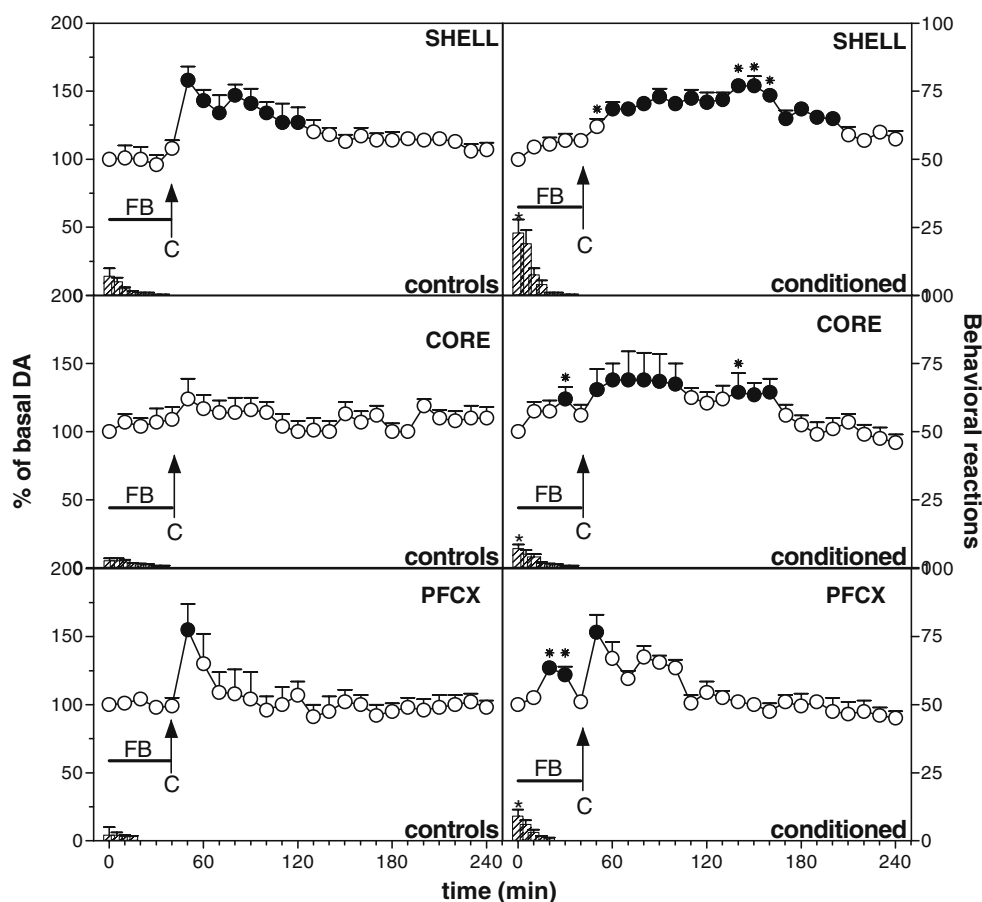 200 100
SHELL SHELL
150 75
100 50
FB FB
50 C C 25
controls conditioned
200 0 100
CORE CORE
150 75
100 50
FB FB
50 C C 25
controls conditioned
200 0 100
PFCX PFCX
150 75
100 50
FB FB
50 C C 25
controls conditioned
0 0
0 60 120 180 240 0 60 120 180 240
time (min)
% of basal DA
Behavioral reactions